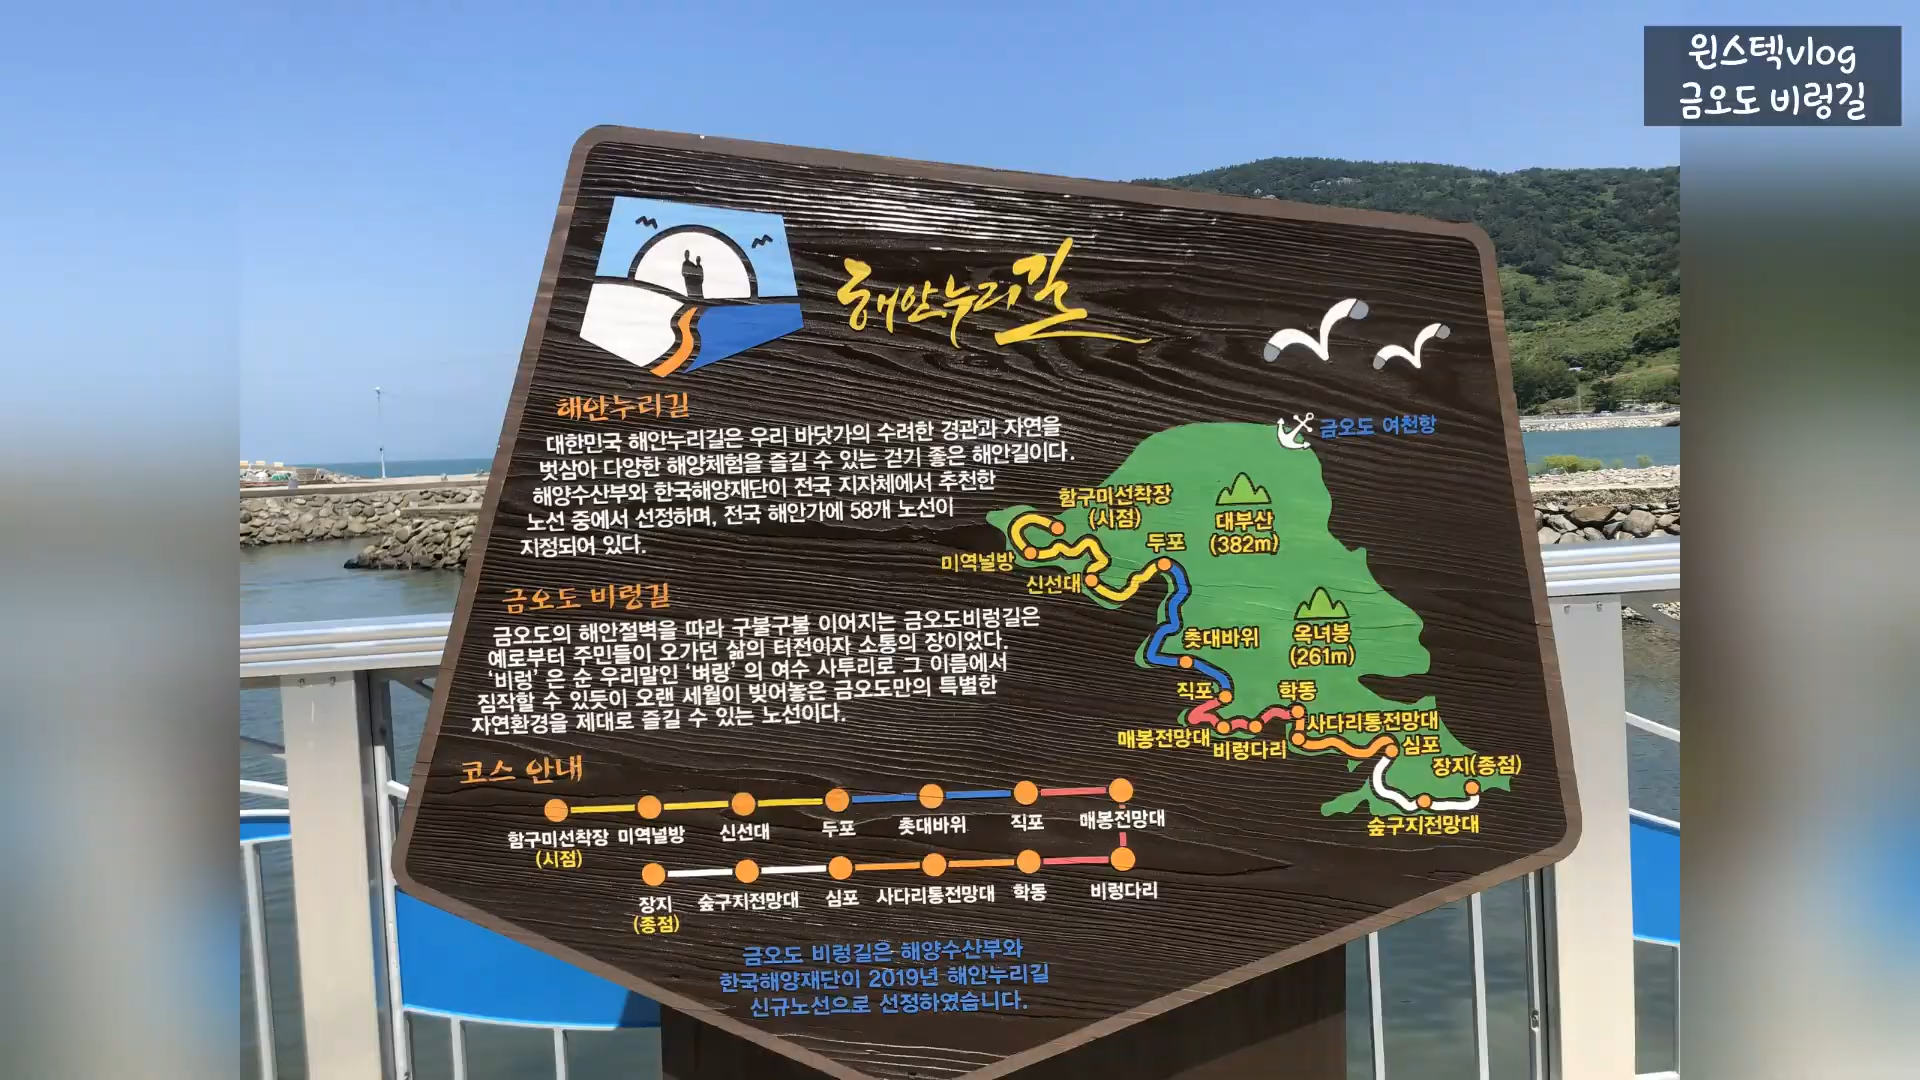 윈스텍vlog
금오도 비렁길
해안누리길
해안누리길
대한민국 해안누리길은 우리 바닷가의 수려한 경관과 자연을
벗삼아 다양한 해양체험을 즐길 수 있는 걷기 좋은 해안길이다.
해양수산부와 한국해양재단이 전국 지자체에서 추천한
노선 중에서 선정하며, 전국 해안가에 58개 노선이
지정되어 있다.
금오도 비렁길
금오도의 해안절벽을 따라 구불구불 이어지는 금오도비렁길은
예로부터 주민들이 오가던 삶의 터전이자 소통의 장이었다.
'비렁' 은 순 우리말인 '벼랑' 의 여수 사투리로 그 이름에서
짐작할 수 있듯이 오랜 세월이 빚어놓은 금오도만의 특별한
자연환경을 제대로 즐길 수 있는 노선이다.
금오도 여천항
함구미선착장
(시점)
대부산
(382m)
미역널방
신선대
두포
촛대바위
옥녀봉
(261m)
직포
학동
매봉전망대
비렁다리
사다리통전망대
심포
장지(종점)
숲구지전망대
코스 안내
함구미선착장 미역널방 신선대 두포 촛대바위 직포 매봉전망대
(시점)
장지 숲구지전망대 심포 사다리통전망대 학동 비렁다리
(종점)
금오도 비렁길은 해양수산부와
한국해양재단이 2019년 해안누리길
신규노선으로 선정하였습니다.